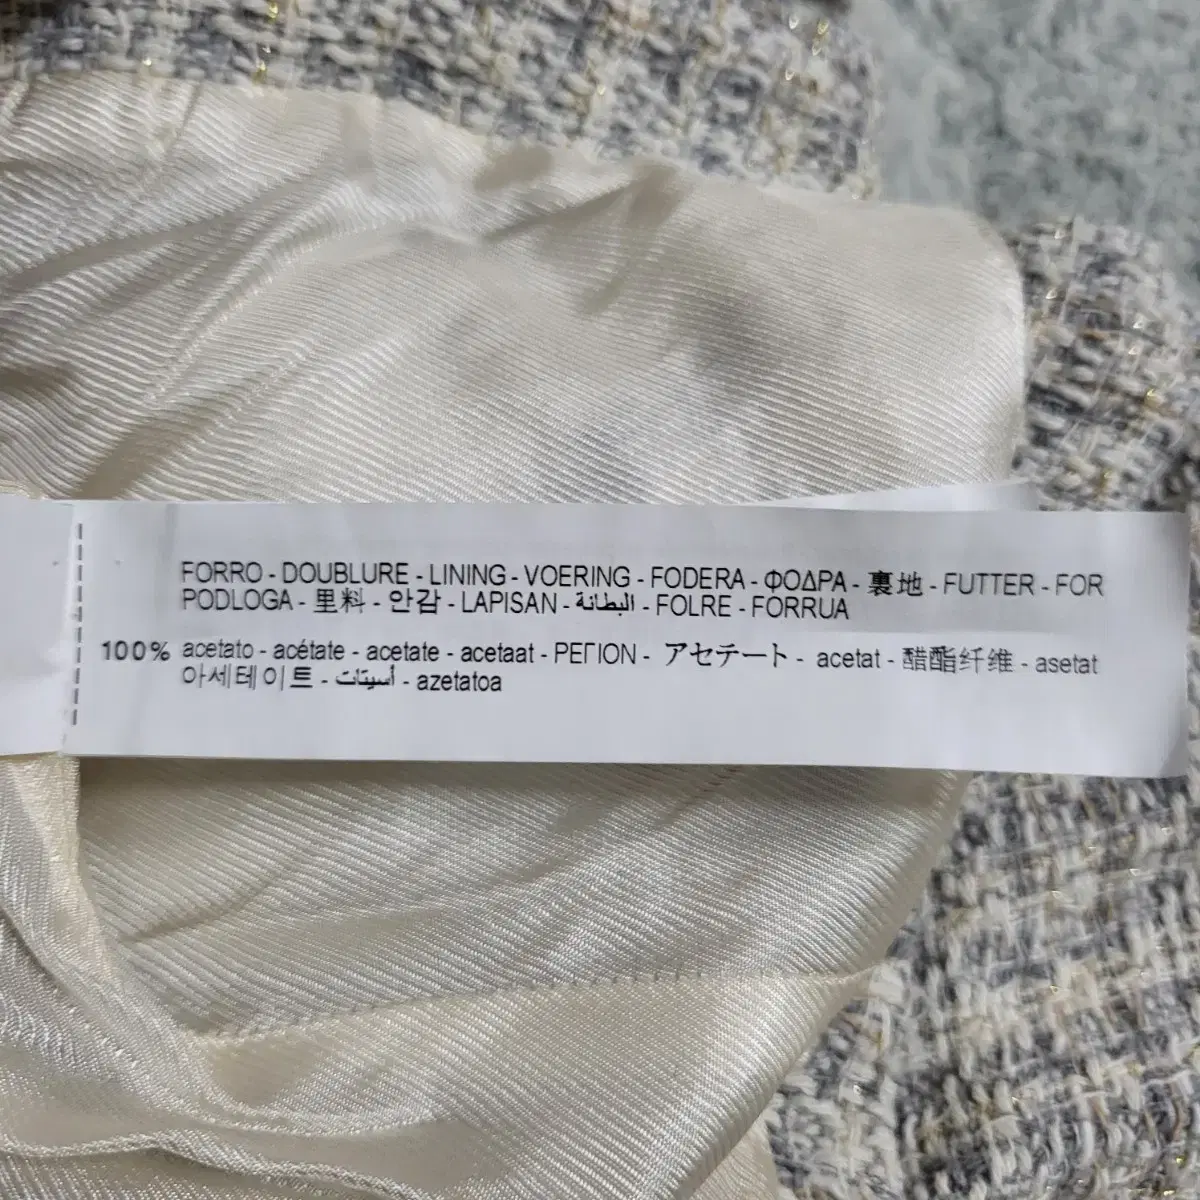 FORRO - DOUBLURE - LINING - VOERING - FODERA - ΦΟΔΡΑ - 裏地 - FUTTER - FOR
PODLOGA - 里料 - 안감 - LAPISAN - البطانة - FOLRE - FORRUA
100% acetato - acétate - acetate - acetaat - ΡΕΓΙΟΝ - アセテート - acetat - 醋酯纤维 - asetat
아세테이트 - أسيتات - azetatoa